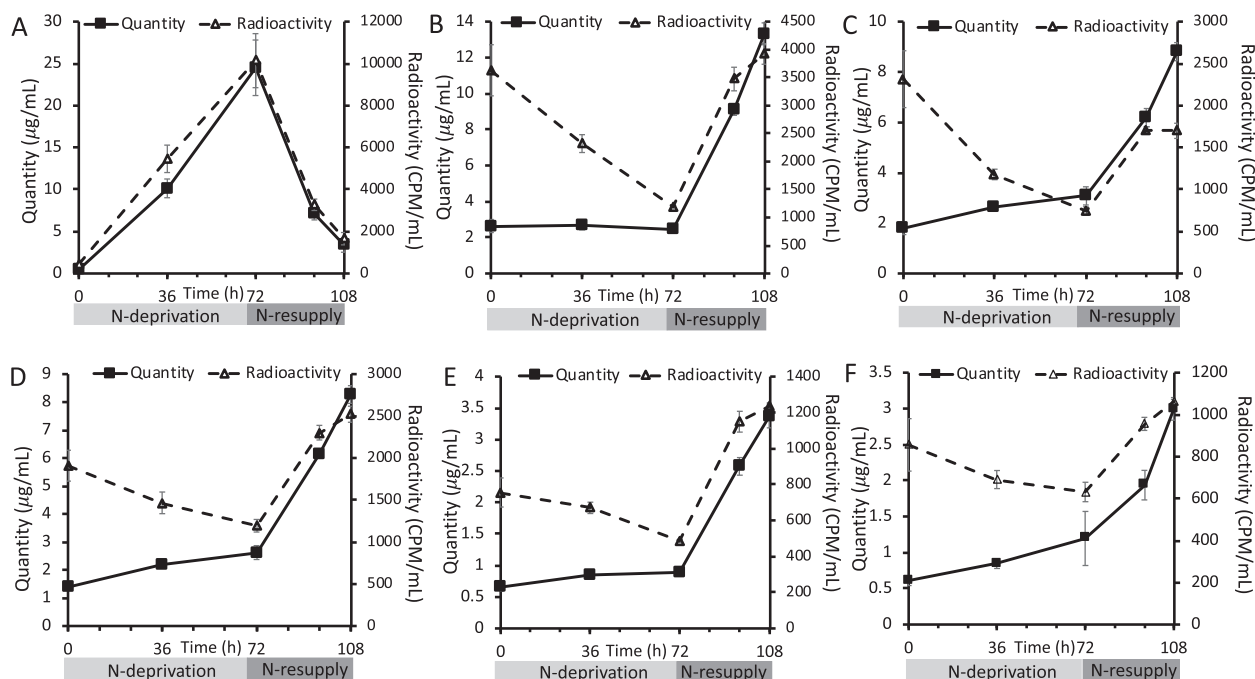 A
Quantity
Radioactivity
Quantity (µg/mL)
Radioactivity (CPM/mL)
30
25
20
15
10
5
0
12000
10000
8000
6000
4000
2000
0
0
36
Time (h)
72
108
N-deprivation
N-resupply
B
Quantity
Radioactivity
Quantity (µg/mL)
Radioactivity (CPM/mL)
14
12
10
8
6
4
2
0
4500
4000
3500
3000
2500
2000
1500
1000
500
0
0
36
Time (h)
72
108
N-deprivation
N-resupply
C
Quantity
Radioactivity
Quantity (µg/mL)
Radioactivity (CPM/mL)
10
8
6
4
2
0
3000
2500
2000
1500
1000
500
0
0
36
Time (h)
72
108
N-deprivation
N-resupply
D
Quantity
Radioactivity
Quantity (µg/mL)
Radioactivity (CPM/mL)
9
8
7
6
5
4
3
2
1
0
3000
2500
2000
1500
1000
500
0
0
36
Time (h)
72
108
N-deprivation
N-resupply
E
Quantity
Radioactivity
Quantity (µg/mL)
Radioactivity (CPM/mL)
4
3.5
3
2.5
2
1.5
1
0.5
0
1400
1200
1000
800
600
400
200
0
0
36
Time (h)
72
108
N-deprivation
N-resupply
F
Quantity
Radioactivity
Quantity (µg/mL)
Radioactivity (CPM/mL)
3.5
3
2.5
2
1.5
1
0.5
0
1200
1000
800
600
400
200
0
0
36
Time (h)
72
108
N-deprivation
N-resupply